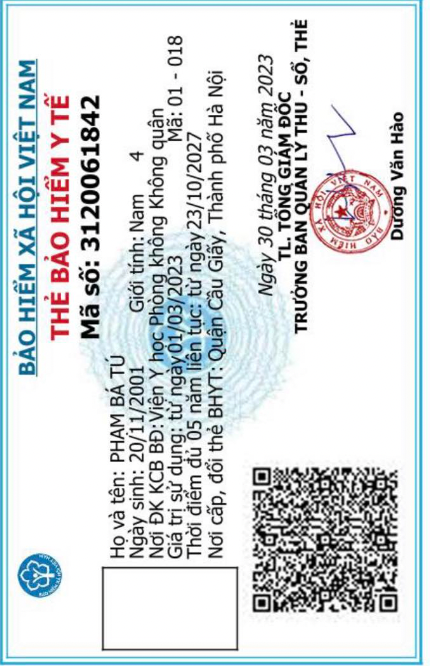 BẢO HIỂM XÃ HỘI VIỆT NAM
THẺ BẢO HIỂM Y TẾ
Mã số: 3120061842
Họ và tên: PHẠM BÁ TÚ
Ngày sinh: 20/11/2001 Giới tính: Nam 4
Nơi ĐK KCB BĐ: Viện Y học Phòng không Không quân
Giá trị sử dụng: từ ngày 01/03/2023 Mã: 01 - 018
Thời điểm đủ 05 năm liên tục: từ ngày 23/10/2027
Nơi cấp, đổi thẻ BHYT: Quận Cầu Giấy, Thành phố Hà Nội
Ngày 30 tháng 03 năm 2023
TL. TỔNG GIÁM ĐỐC
TRƯỞNG BAN QUẢN LÝ THU - SỔ, THẺ
BẢO HIỂM XÃ HỘI VIỆT NAM
Dương Văn Hào